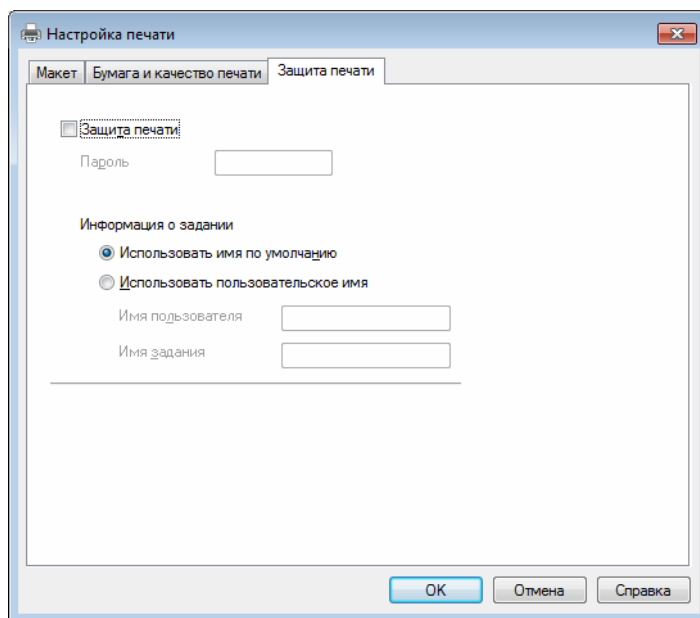 Настройка печати
Макет Бумага и качество печати Защита печати
Защита печати
Пароль
Информация о задании
Использовать имя по умолчанию
Использовать пользовательское имя
Имя пользователя
Имя задания
OK Отмена Справка